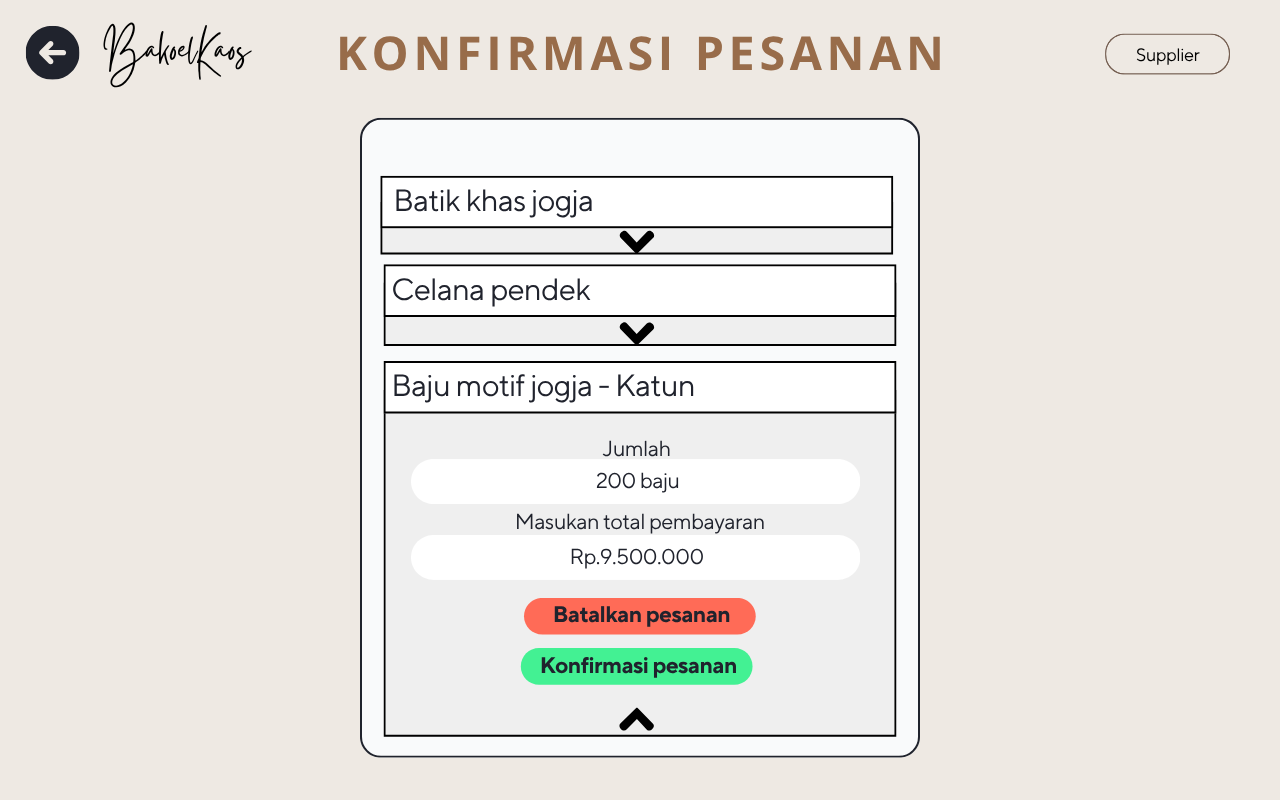 BakoelKaos
KONFIRMASI PESANAN
Supplier
Batik khas jogja
Celana pendek
Baju motif jogja - Katun
Jumlah
200 baju
Masukan total pembayaran
Rp.9.500.000
Batalkan pesanan
Konfirmasi pesanan